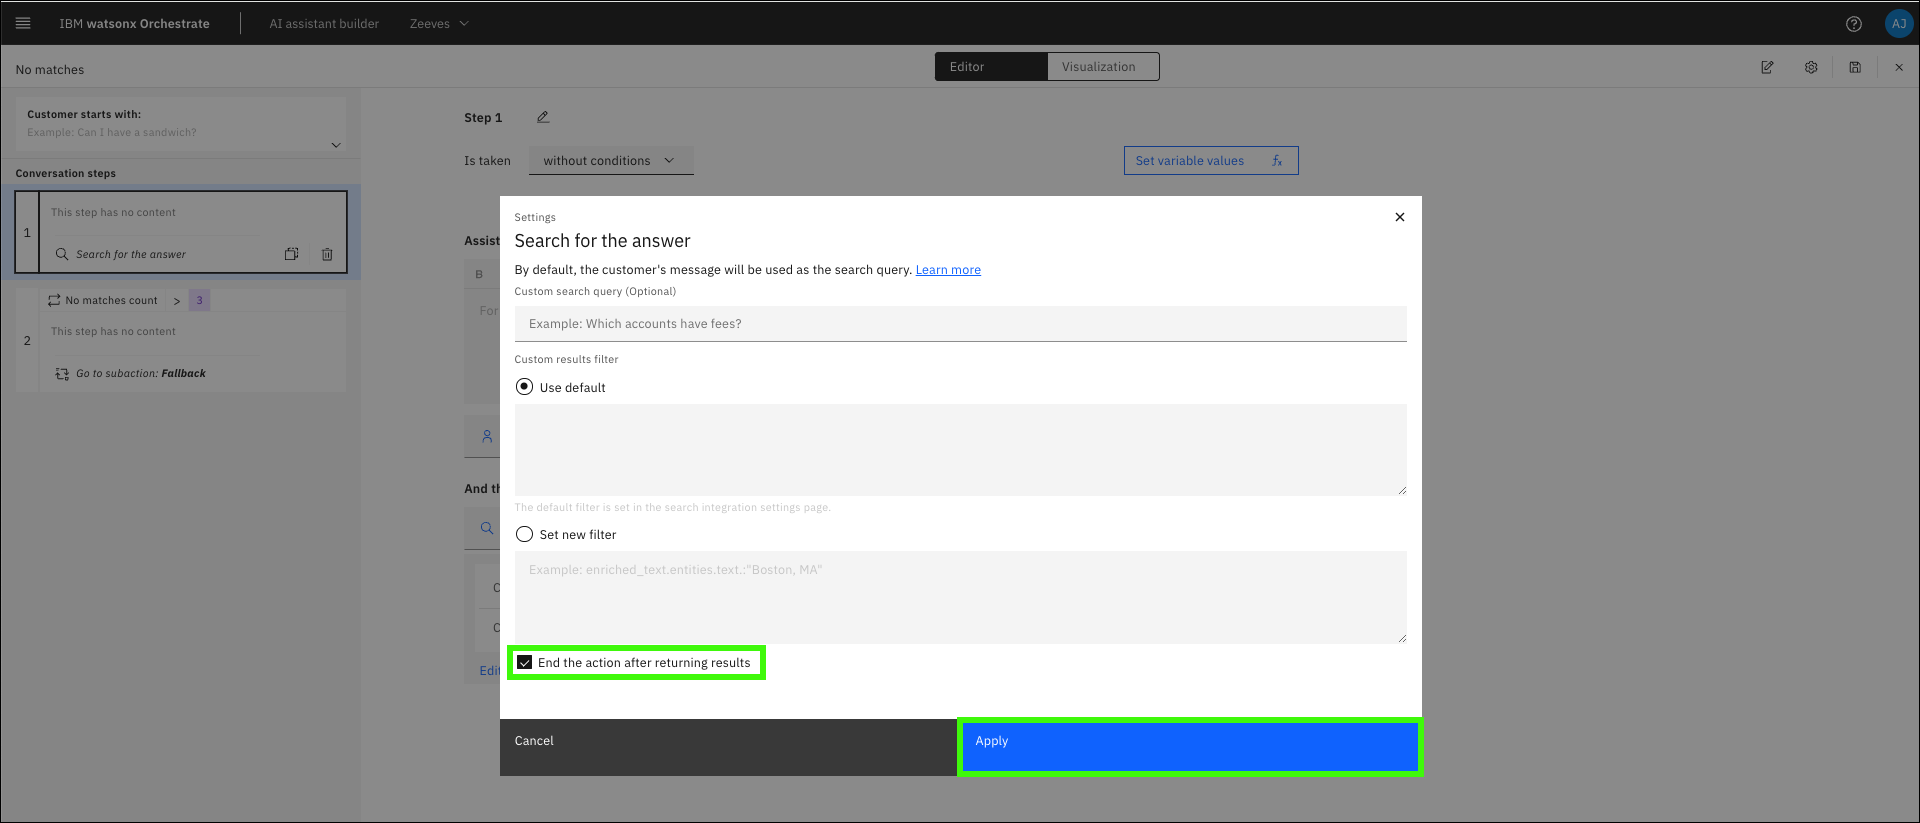 IBM watsonx Orchestrate
AI assistant builder
Zeeves
AJ
No matches
Editor
Visualization
Customer starts with:
Example: Can I have a sandwich?
Conversation steps
1
This step has no content
Search for the answer
No matches count > 3
2
This step has no content
Go to subaction: Fallback
Step 1
Is taken
without conditions
Set variable values
fx
B
Settings
Search for the answer
By default, the customer's message will be used as the search query. Learn more
Custom search query (Optional)
Example: Which accounts have fees?
Custom results filter
Use default
The default filter is set in the search integration settings page.
Set new filter
Example: enriched_text.entities.text.:"Boston, MA"
End the action after returning results
Cancel
Apply